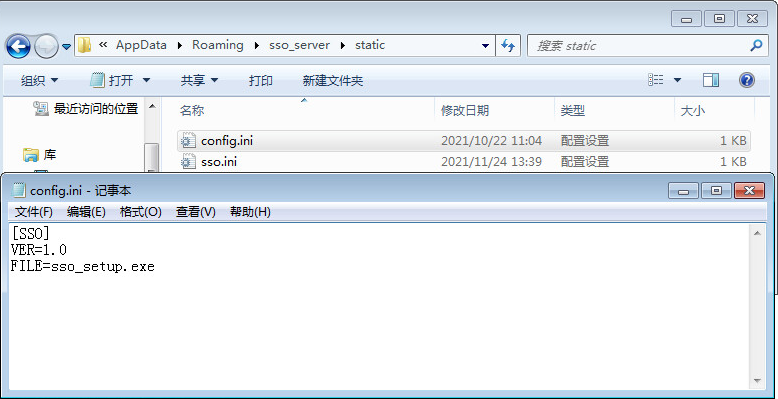 « AppData ▸ Roaming ▸ sso_server ▸ static
搜索 static
组织 打开 共享 打印 新建文件夹
最近访问的位置
库
名称 修改日期 类型 大小
config.ini 2021/10/22 11:04 配置设置 1 KB
sso.ini 2021/11/24 13:39 配置设置 1 KB
config.ini - 记事本
文件(F) 编辑(E) 格式(O) 查看(V) 帮助(H)
[SSO]
VER=1.0
FILE=sso_setup.exe